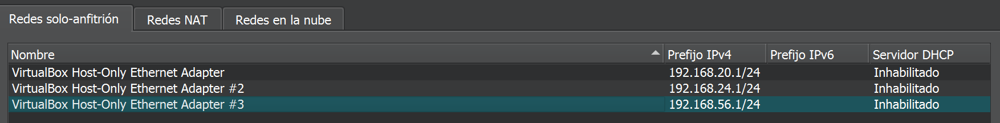 Redes solo-anfitrión Redes NAT Redes en la nube
Nombre Prefijo IPv4 Prefijo IPv6 Servidor DHCP
VirtualBox Host-Only Ethernet Adapter 192.168.20.1/24 Inhabilitado
VirtualBox Host-Only Ethernet Adapter #2 192.168.24.1/24 Inhabilitado
VirtualBox Host-Only Ethernet Adapter #3 192.168.56.1/24 Inhabilitado